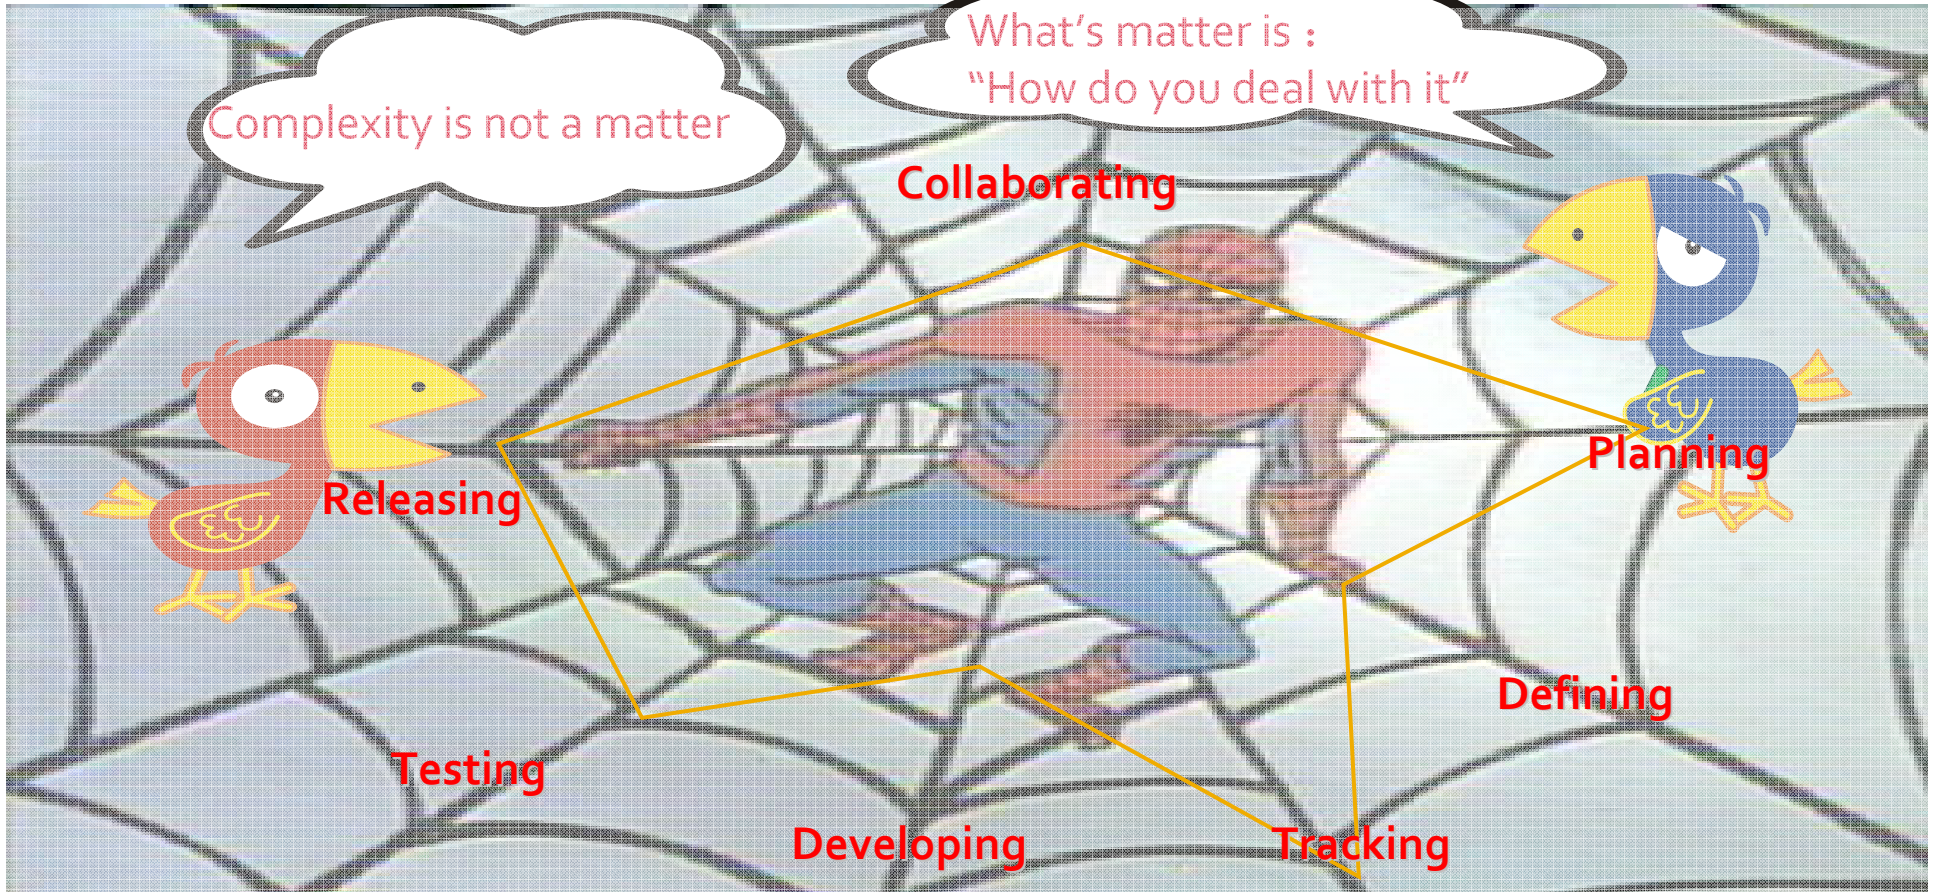 What’s matter is :
“How do you deal with it”
Complexity is not a matter
Collaborating
Planning
Releasing
Defining
Testing
Developing
Tracking